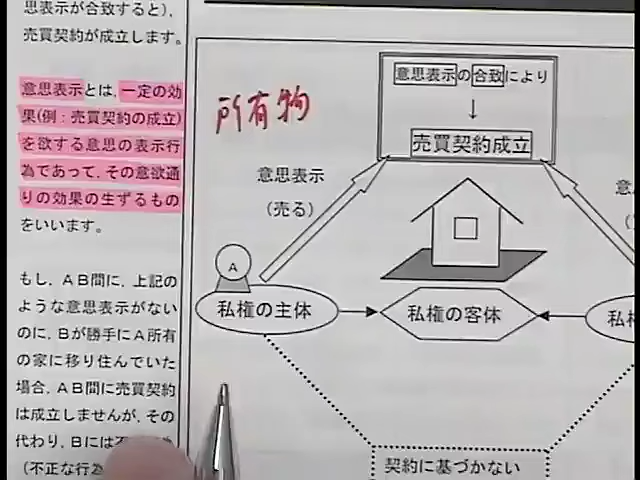 思表示が合致すると）、
売買契約が成立します。
意思表示とは、一定の効
果（例：売買契約の成立）
を欲する意思の表示行
為であって、その意欲通
りの効果の生ずるもの
をいいます。
もし、AB間に、上記の
ような意思表示がない
のに、Bが勝手にA所有
の家に移り住んでいた
場合、AB間に売買契約
は成立しませんが、その
代わり、Bには不
（不正な行為
所有物
意思表示の合致により
↓
売買契約成立
意思表示
（売る）
A
私権の主体
私権の客体
私権
契約に基づかない